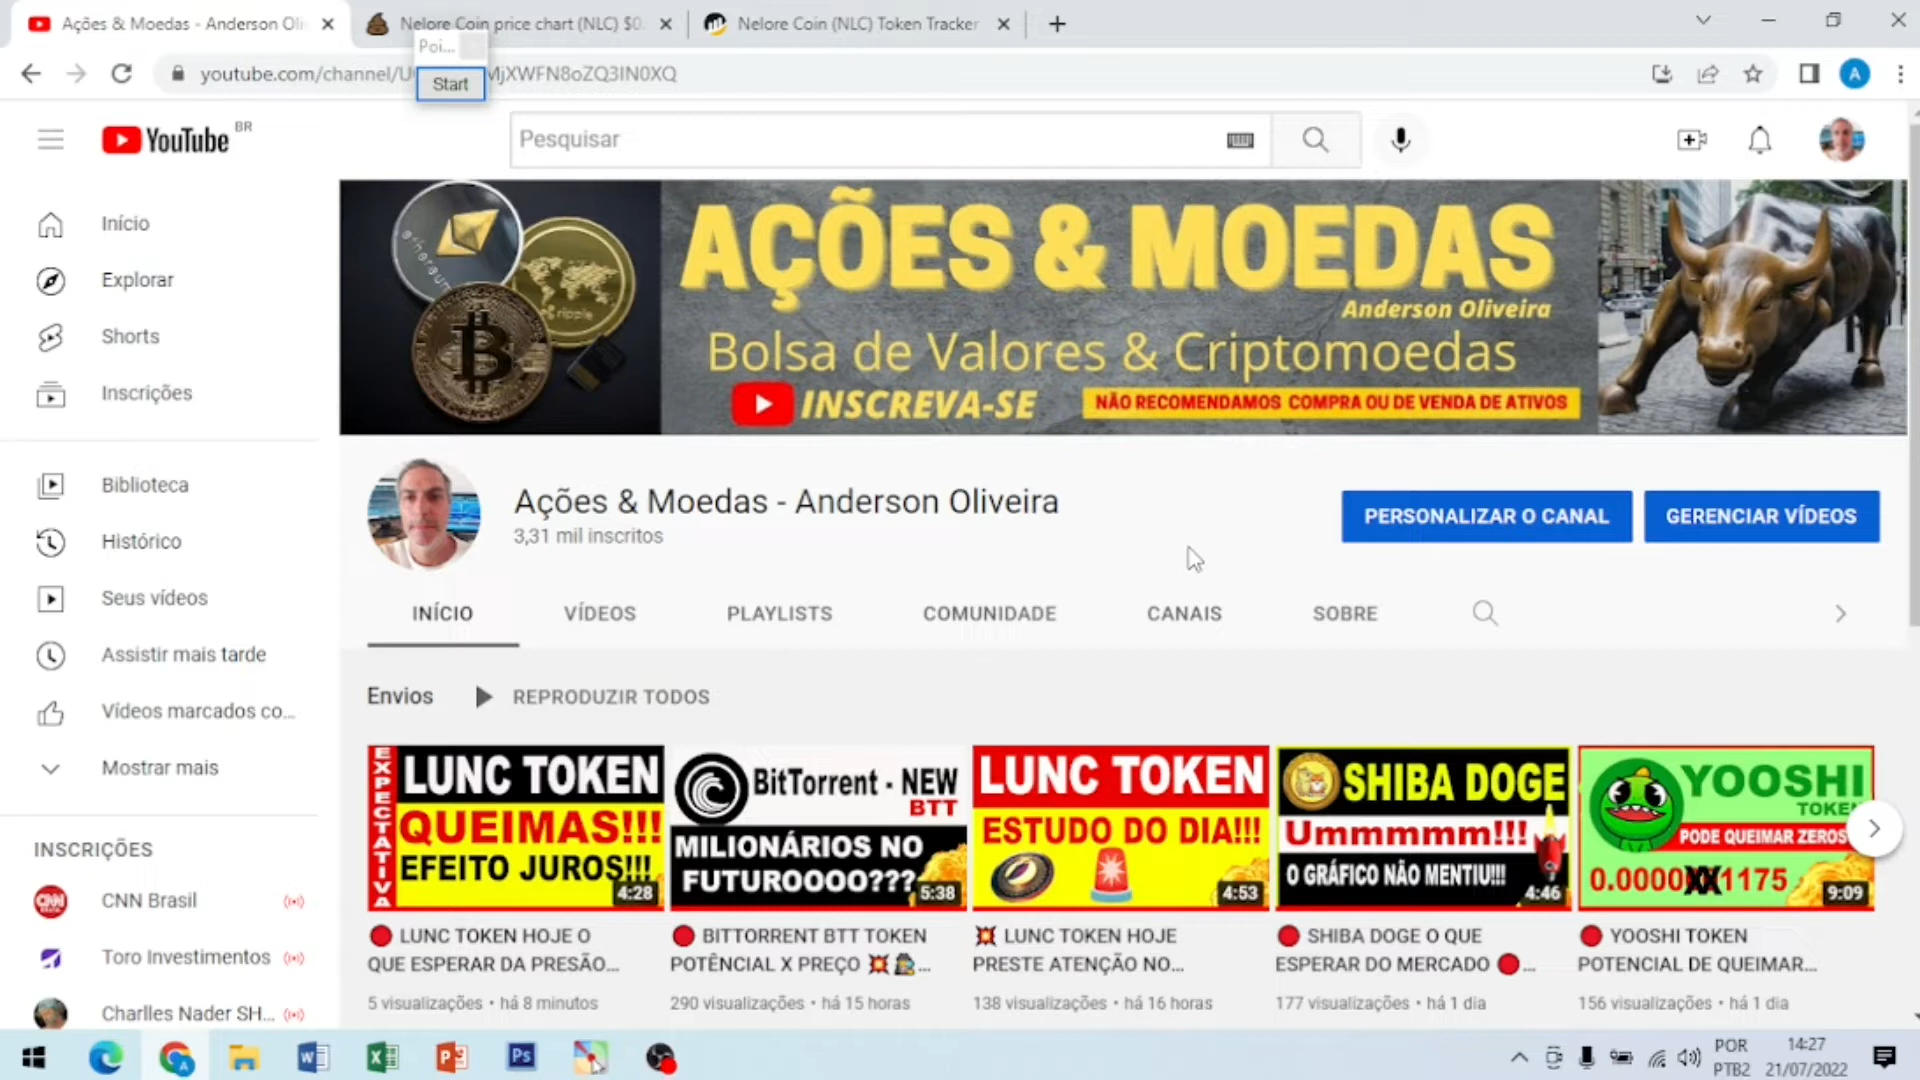 Ações & Moedas - Anderson Oli
Nelore Coin price chart (NLC) $0.
Nelore Coin (NLC) Token Tracker
Poi...
Start
youtube.com/channel/U
MjXWFN8oZQ3IN0XQ
A
YouTube BR
Pesquisar
Início
Explorar
Shorts
Inscrições
Biblioteca
Histórico
Seus vídeos
Assistir mais tarde
Vídeos marcados co...
Mostrar mais
INSCRIÇÕES
CNN Brasil
Toro Investimentos
Charlles Nader SH...
ethereum
ripple
AÇÕES & MOEDAS
Anderson Oliveira
Bolsa de Valores & Criptomoedas
INSCREVA-SE
NÃO RECOMENDAMOS COMPRA OU DE VENDA DE ATIVOS
Ações & Moedas - Anderson Oliveira
3,31 mil inscritos
PERSONALIZAR O CANAL
GERENCIAR VÍDEOS
INÍCIO
VÍDEOS
PLAYLISTS
COMUNIDADE
CANAIS
SOBRE
Envios
REPRODUZIR TODOS
EXPECTATIVA
LUNC TOKEN
QUEIMAS!!!
EFEITO JUROS!!!
4:28
LUNC TOKEN HOJE O
QUE ESPERAR DA PRESÃO...
5 visualizações • há 8 minutos
BitTorrent - NEW
BTT
MILIONÁRIOS NO
FUTUROOOO???
5:38
BITTORRENT BTT TOKEN
POTÊNCIAL X PREÇO 💥 ...
290 visualizações • há 15 horas
LUNC TOKEN
ESTUDO DO DIA!!!
4:53
💥 LUNC TOKEN HOJE
PRESTE ATENÇÃO NO...
138 visualizações • há 16 horas
SHIBA DOGE
Ummmmm!!!
O GRÁFICO NÃO MENTIU!!!
4:46
SHIBA DOGE O QUE
ESPERAR DO MERCADO 🔴...
177 visualizações • há 1 dia
YOOSHI
TOKEN
PODE QUEIMAR ZEROS
0.0000XX1175
9:09
YOOSHI TOKEN
POTENCIAL DE QUEIMAR...
156 visualizações • há 1 dia
POR
PTB2
14:27
21/07/2022